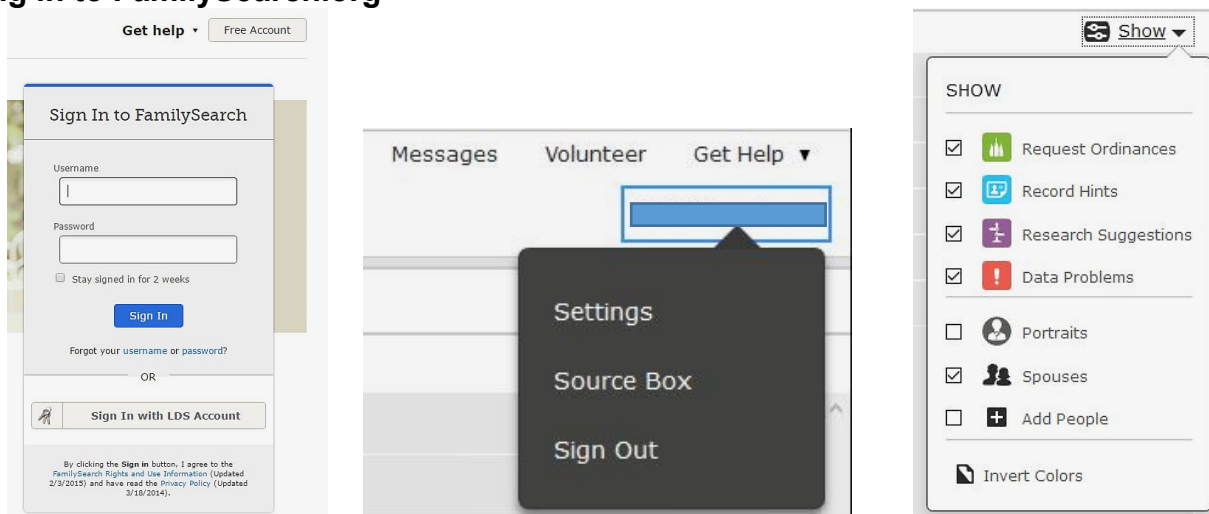 In to FamilySearch.org
Get help ▾ Free Account
Sign In to FamilySearch
Username
Password
Stay signed in for 2 weeks
Sign In
Forgot your username or password?
OR
Sign In with LDS Account
By clicking the Sign in button, I agree to the
FamilySearch Rights and Use Information (Updated
2/3/2015) and have read the Privacy Policy (Updated
3/18/2014).
Messages Volunteer Get Help ▼
Settings
Source Box
Sign Out
Show
SHOW
Request Ordinances
Record Hints
Research Suggestions
Data Problems
Portraits
Spouses
Add People
Invert Colors